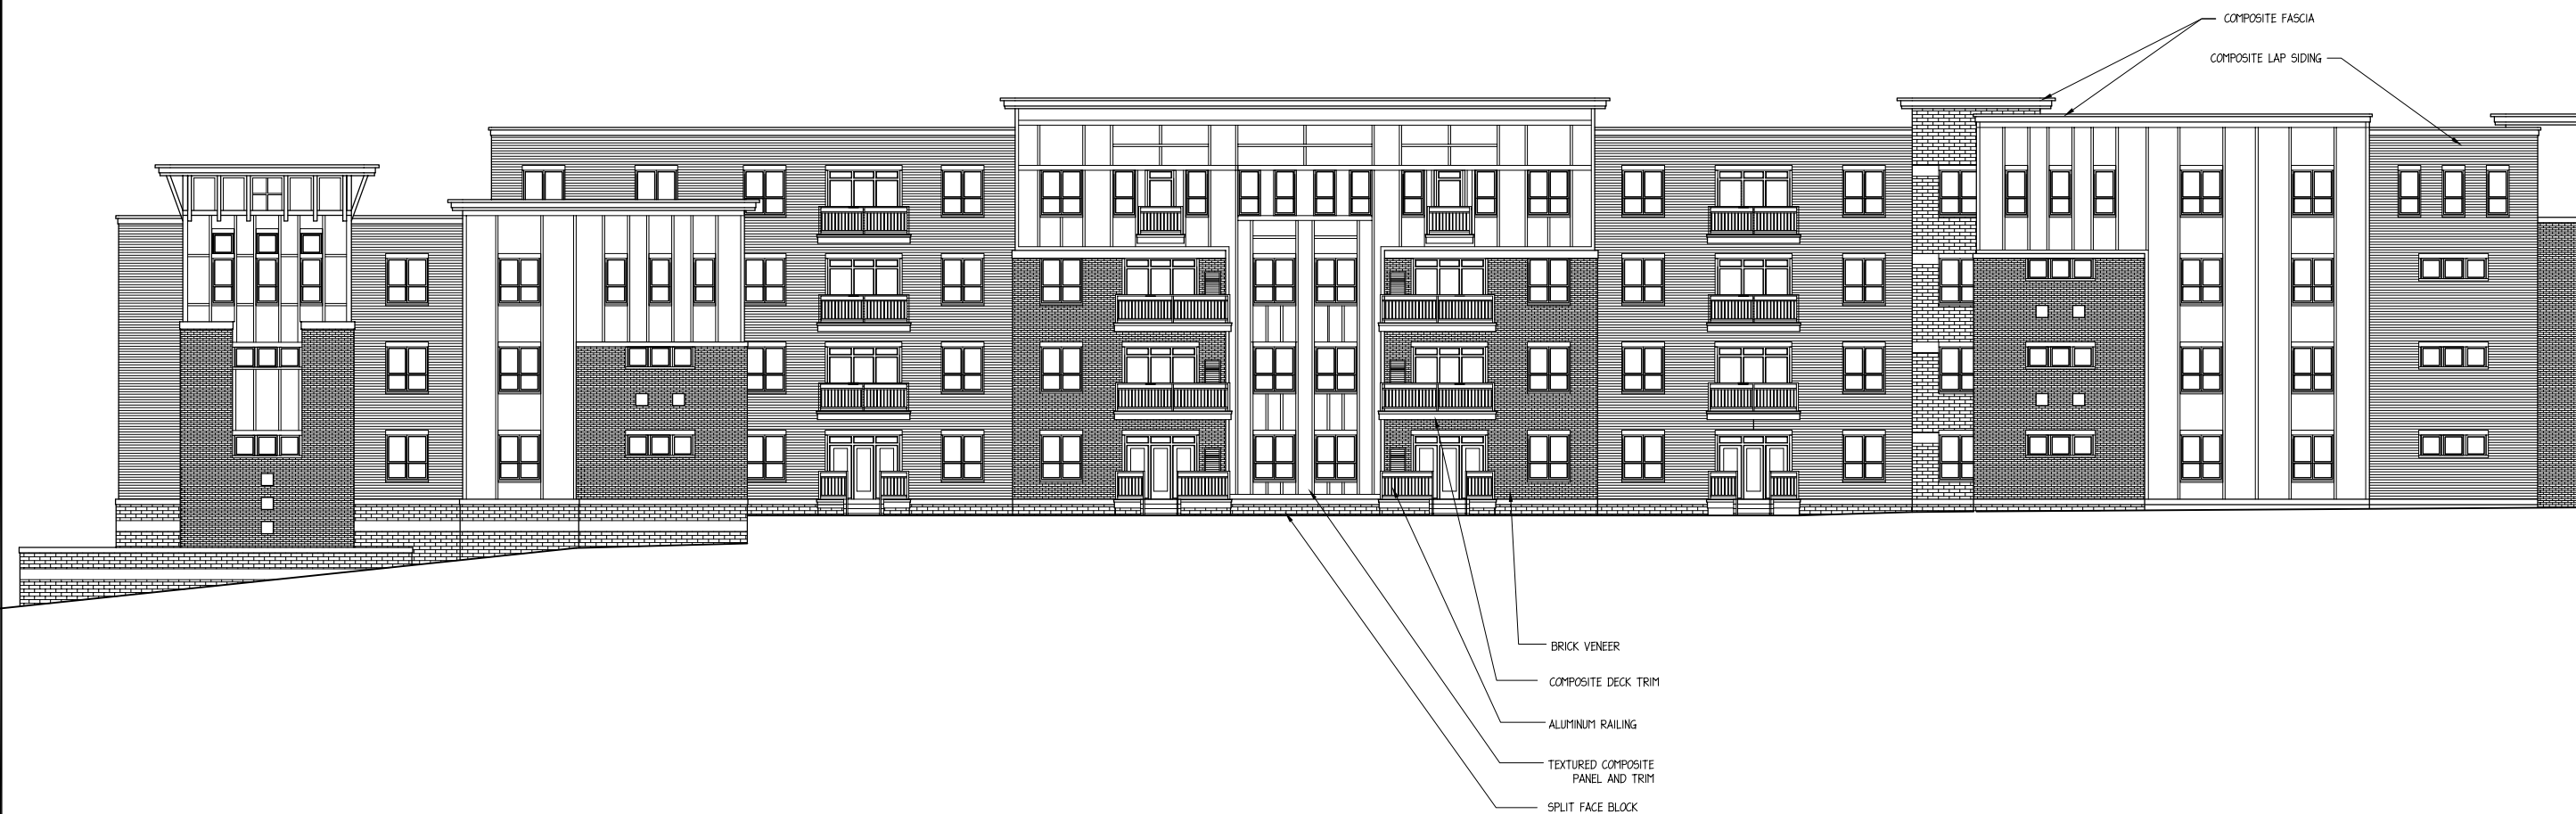 COMPOSITE FASCIA
COMPOSITE LAP SIDING
BRICK VENEER
COMPOSITE DECK TRIM
ALUMINUM RAILING
TEXTURED COMPOSITE
PANEL AND TRIM
SPLIT FACE BLOCK